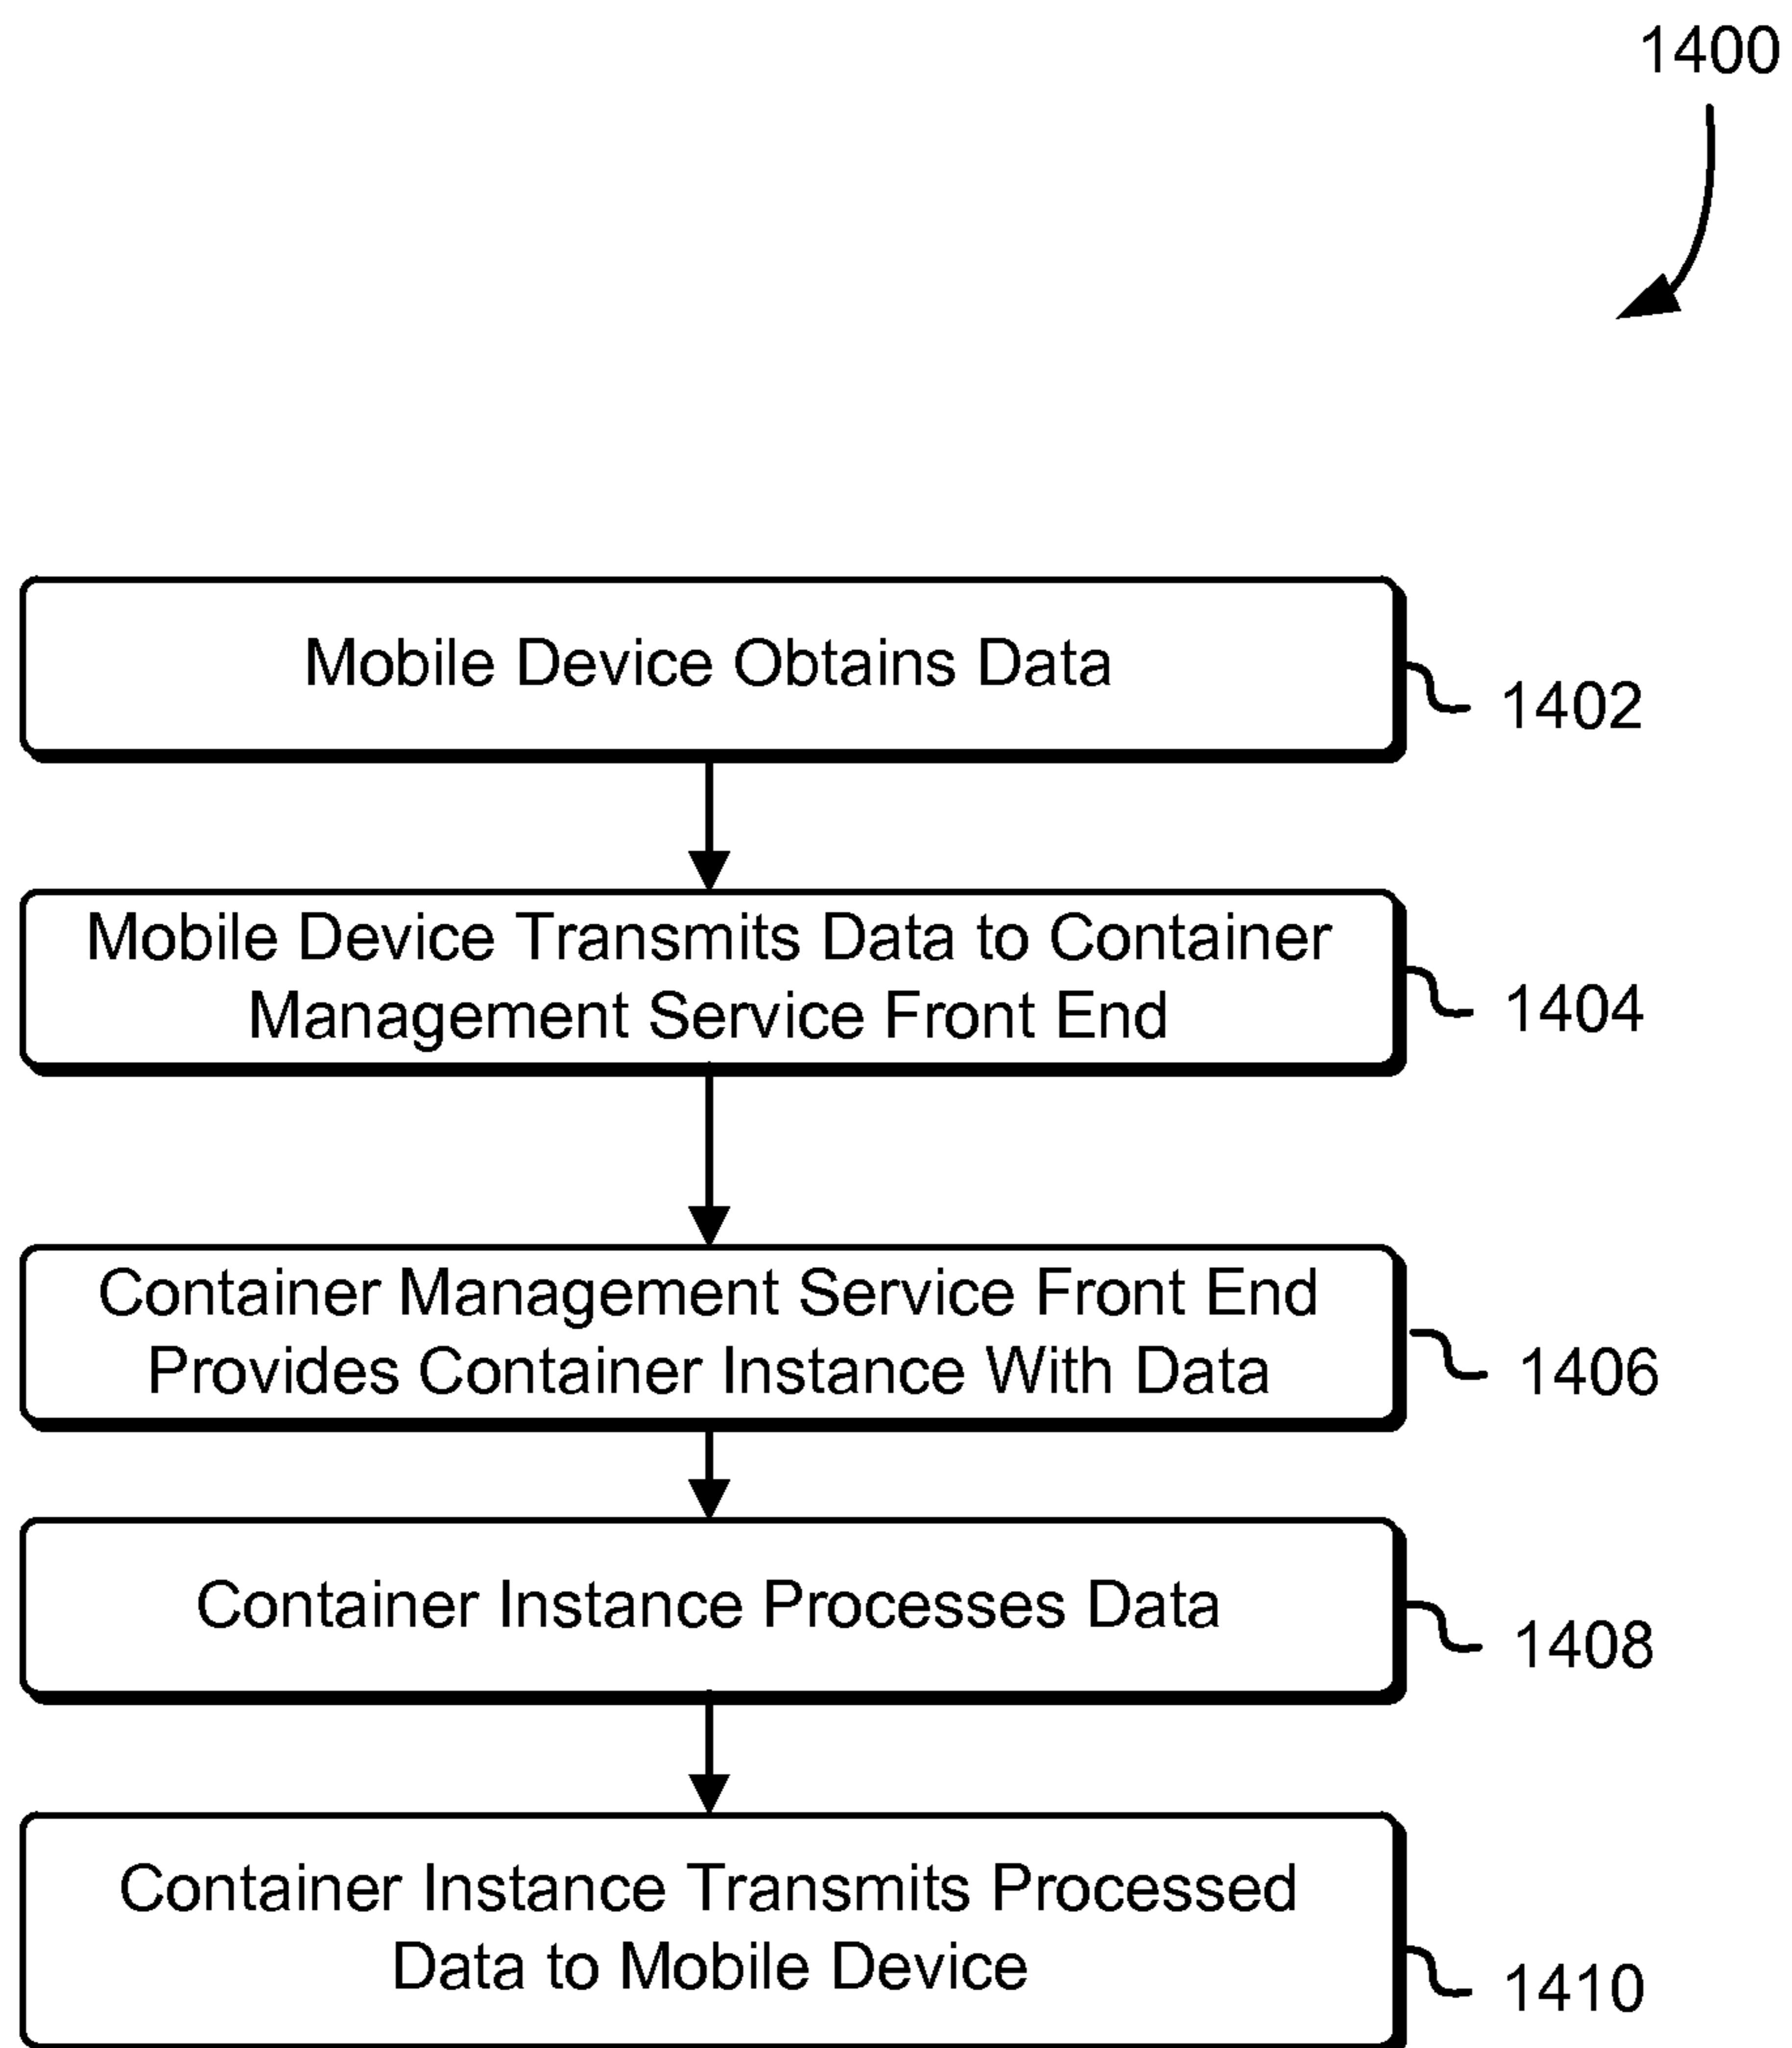 1400
Mobile Device Obtains Data
1402
Mobile Device Transmits Data to Container
Management Service Front End
1404
Container Management Service Front End
Provides Container Instance With Data
1406
Container Instance Processes Data
1408
Container Instance Transmits Processed
Data to Mobile Device
1410